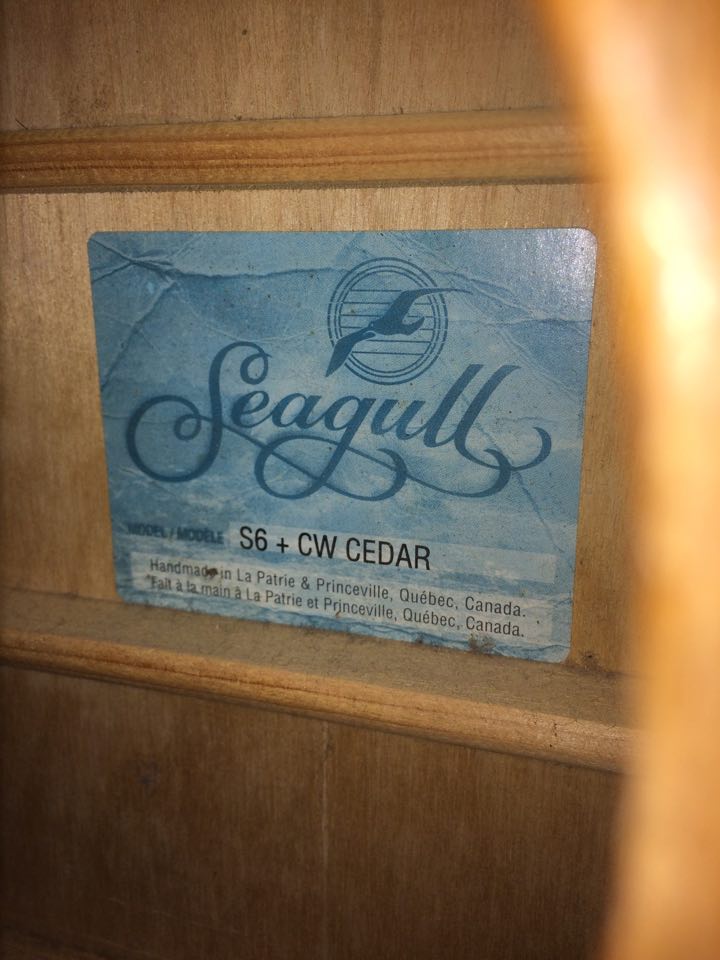 Seagull
MODEL / MODÈLE S6 + CW CEDAR
Handmade in La Patrie & Princeville, Québec, Canada.
Fait à la main à La Patrie et Princeville, Québec, Canada.